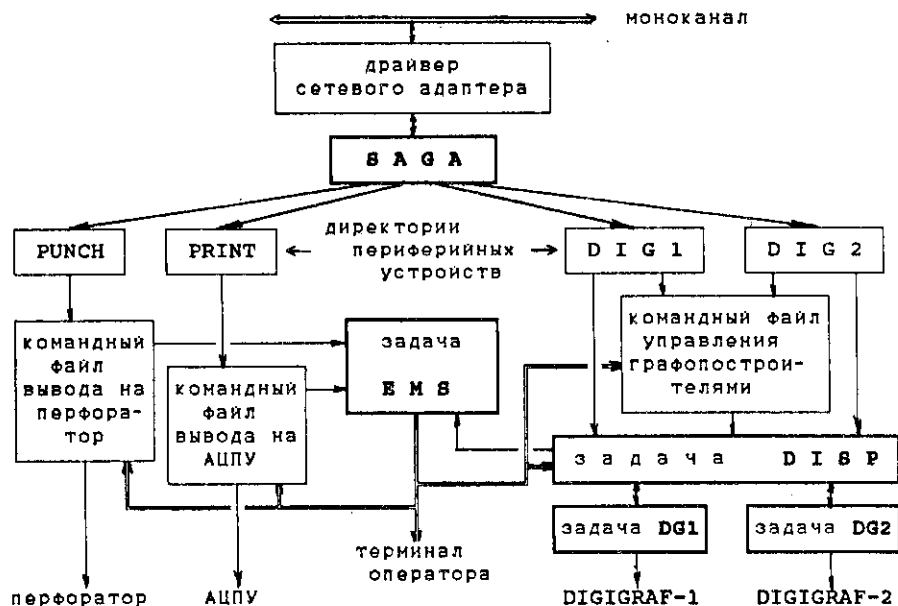 моноканал
драйвер
сетевого адаптера
S A G A
директории
периферийных
устройств
PUNCH
PRINT
D I G 1
D I G 2
командный
файл
вывода на
перфора-
тор
командный
файл
вывода на
АЦПУ
задача
E M S
командный файл
управления
графопострои-
телями
задача D I S P
задача DG1
задача DG2
терминал
оператора
перфоратор
АЦПУ
DIGIGRAF-1
DIGIGRAF-2